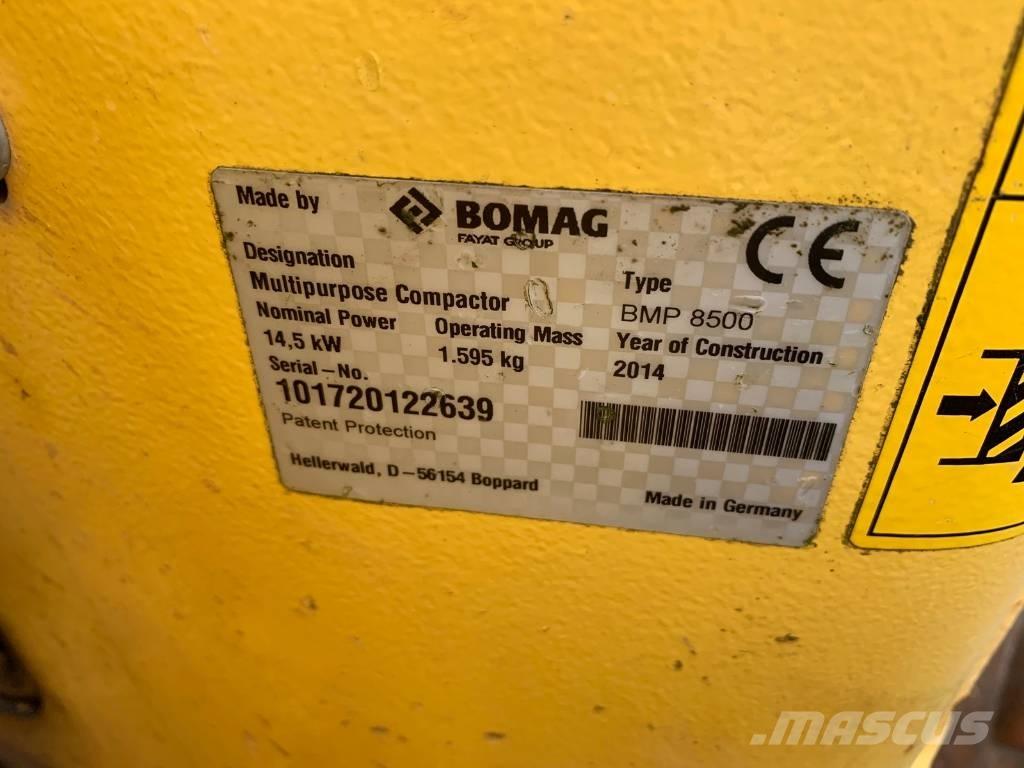 Made by
BOMAG
FAYAT GROUP
CE
Designation
Multipurpose Compactor
Type
BMP 8500
Nominal Power
14,5 kW
Operating Mass
1.595 kg
Year of Construction
2014
Serial-No.
101720122639
Patent Protection
Hellerwald, D-56154 Boppard
Made in Germany
MASCUS